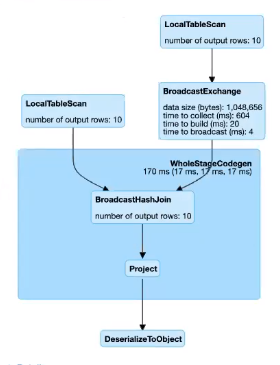 LocalTableScan
number of output rows: 10
BroadcastExchange
data size (bytes): 1,048,656
time to collect (ms): 604
time to build (ms): 20
time to broadcast (ms): 4
LocalTableScan
number of output rows: 10
WholeStageCodegen
170 ms (17 ms, 17 ms, 17 ms)
BroadcastHashJoin
number of output rows: 10
Project
DeserializeToObject